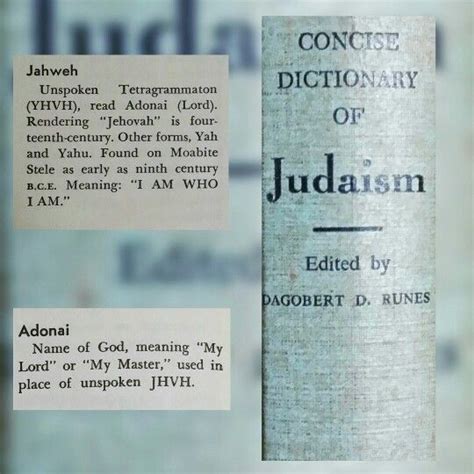 Jahweh
Unspoken Tetragrammaton
(YHVH), read Adonai (Lord).
Rendering "Jehovah" is four-
teenth-century. Other forms, Yah
and Yahu. Found on Moabite
Stele as early as ninth century
B.C.E. Meaning: "I AM WHO
I AM."
Adonai
Name of God, meaning "My
Lord" or "My Master," used in
place of unspoken JHVH.
CONCISE
DICTIONARY
OF
Judaism
Edited by
DAGOBERT D. RUNES